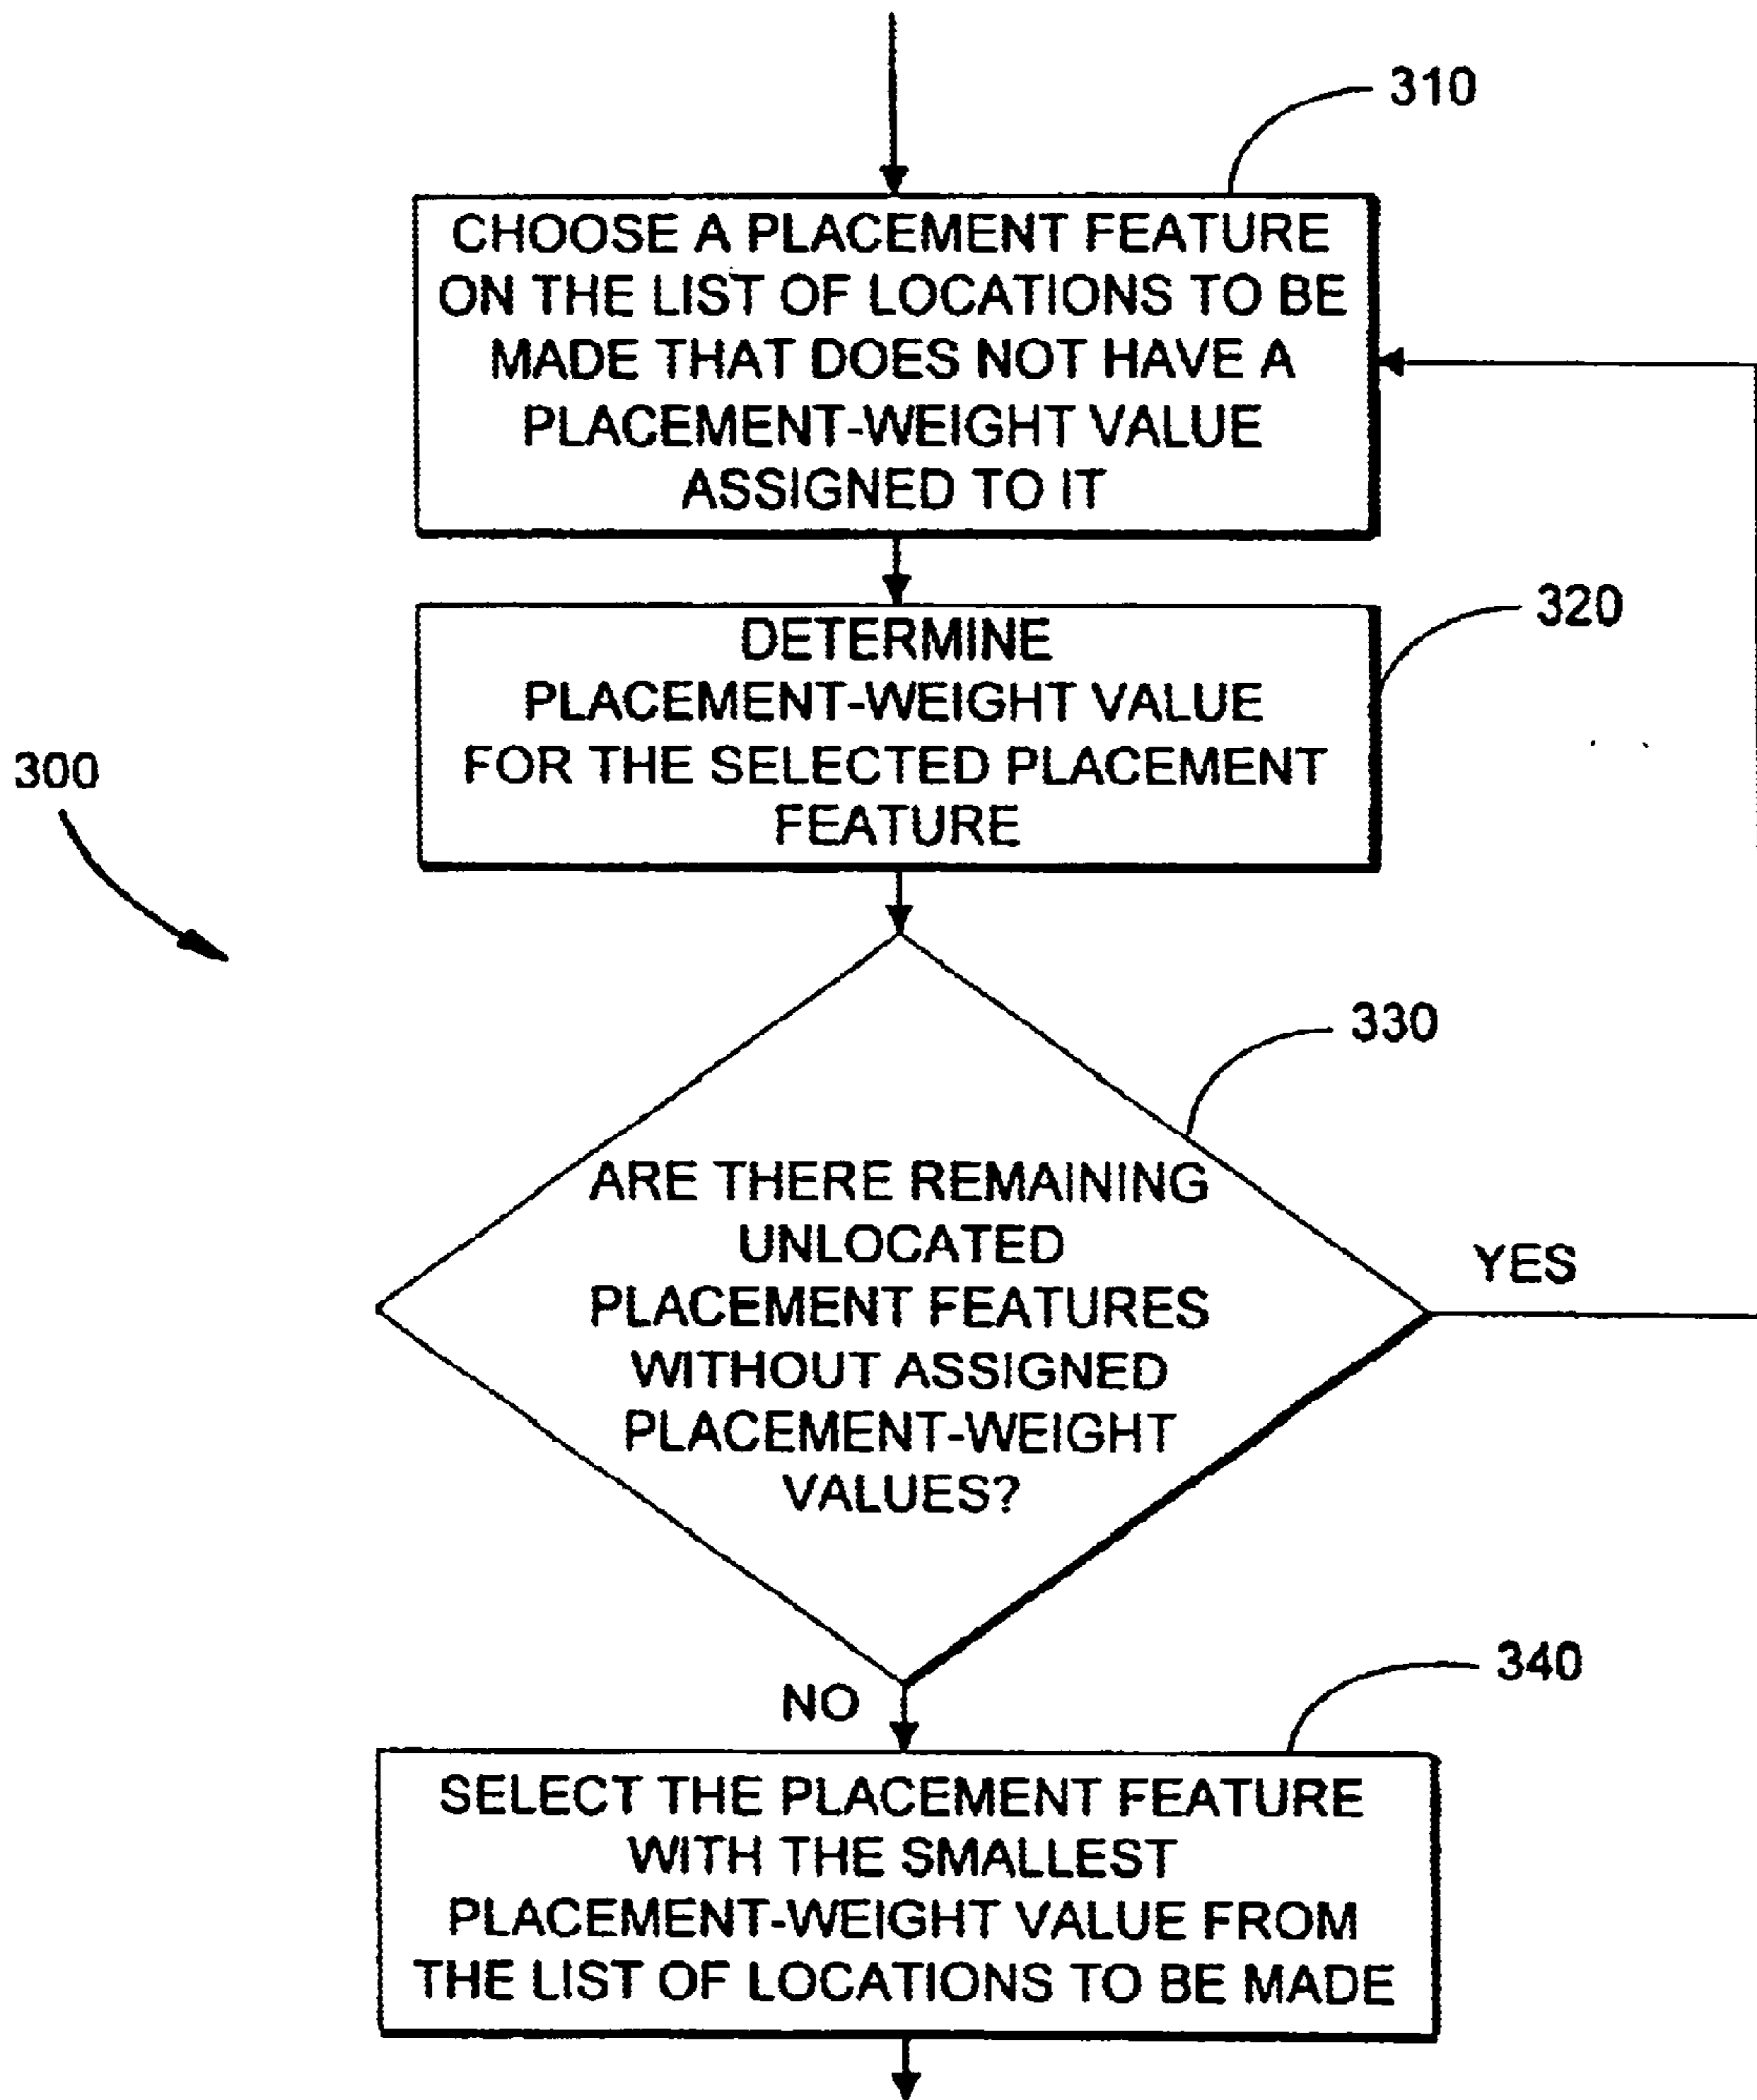 310
CHOOSE A PLACEMENT FEATURE
ON THE LIST OF LOCATIONS TO BE
MADE THAT DOES NOT HAVE A
PLACEMENT-WEIGHT VALUE
ASSIGNED TO IT
320
DETERMINE
PLACEMENT-WEIGHT VALUE
FOR THE SELECTED PLACEMENT
FEATURE
300
330
ARE THERE REMAINING
UNLOCATED
PLACEMENT FEATURES
WITHOUT ASSIGNED
PLACEMENT-WEIGHT
VALUES?
YES
NO
340
SELECT THE PLACEMENT FEATURE
WITH THE SMALLEST
PLACEMENT-WEIGHT VALUE FROM
THE LIST OF LOCATIONS TO BE MADE